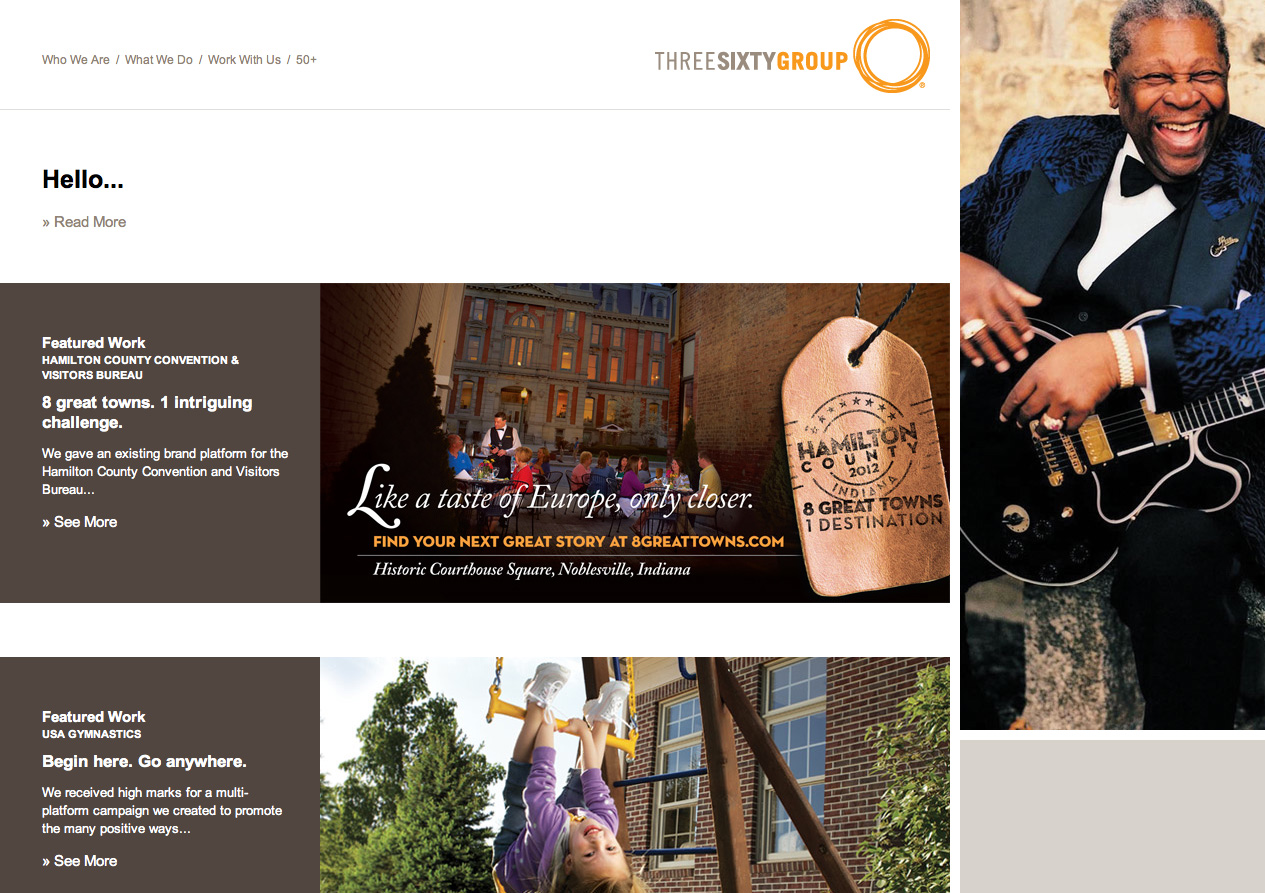 Who We Are / What We Do / Work With Us / 50+
THREESIXTYGROUP®
Hello...
» Read More
Featured Work
HAMILTON COUNTY CONVENTION &
VISITORS BUREAU
8 great towns. 1 intriguing
challenge.
We gave an existing brand platform for the
Hamilton County Convention and Visitors
Bureau...
» See More
Like a taste of Europe, only closer.
FIND YOUR NEXT GREAT STORY AT 8GREATTOWNS.COM
Historic Courthouse Square, Noblesville, Indiana
HAMILTON
COUNTY
2012
INDIANA
8 GREAT TOWNS
1 DESTINATION
Featured Work
USA GYMNASTICS
Begin here. Go anywhere.
We received high marks for a multi-
platform campaign we created to promote
the many positive ways...
» See More